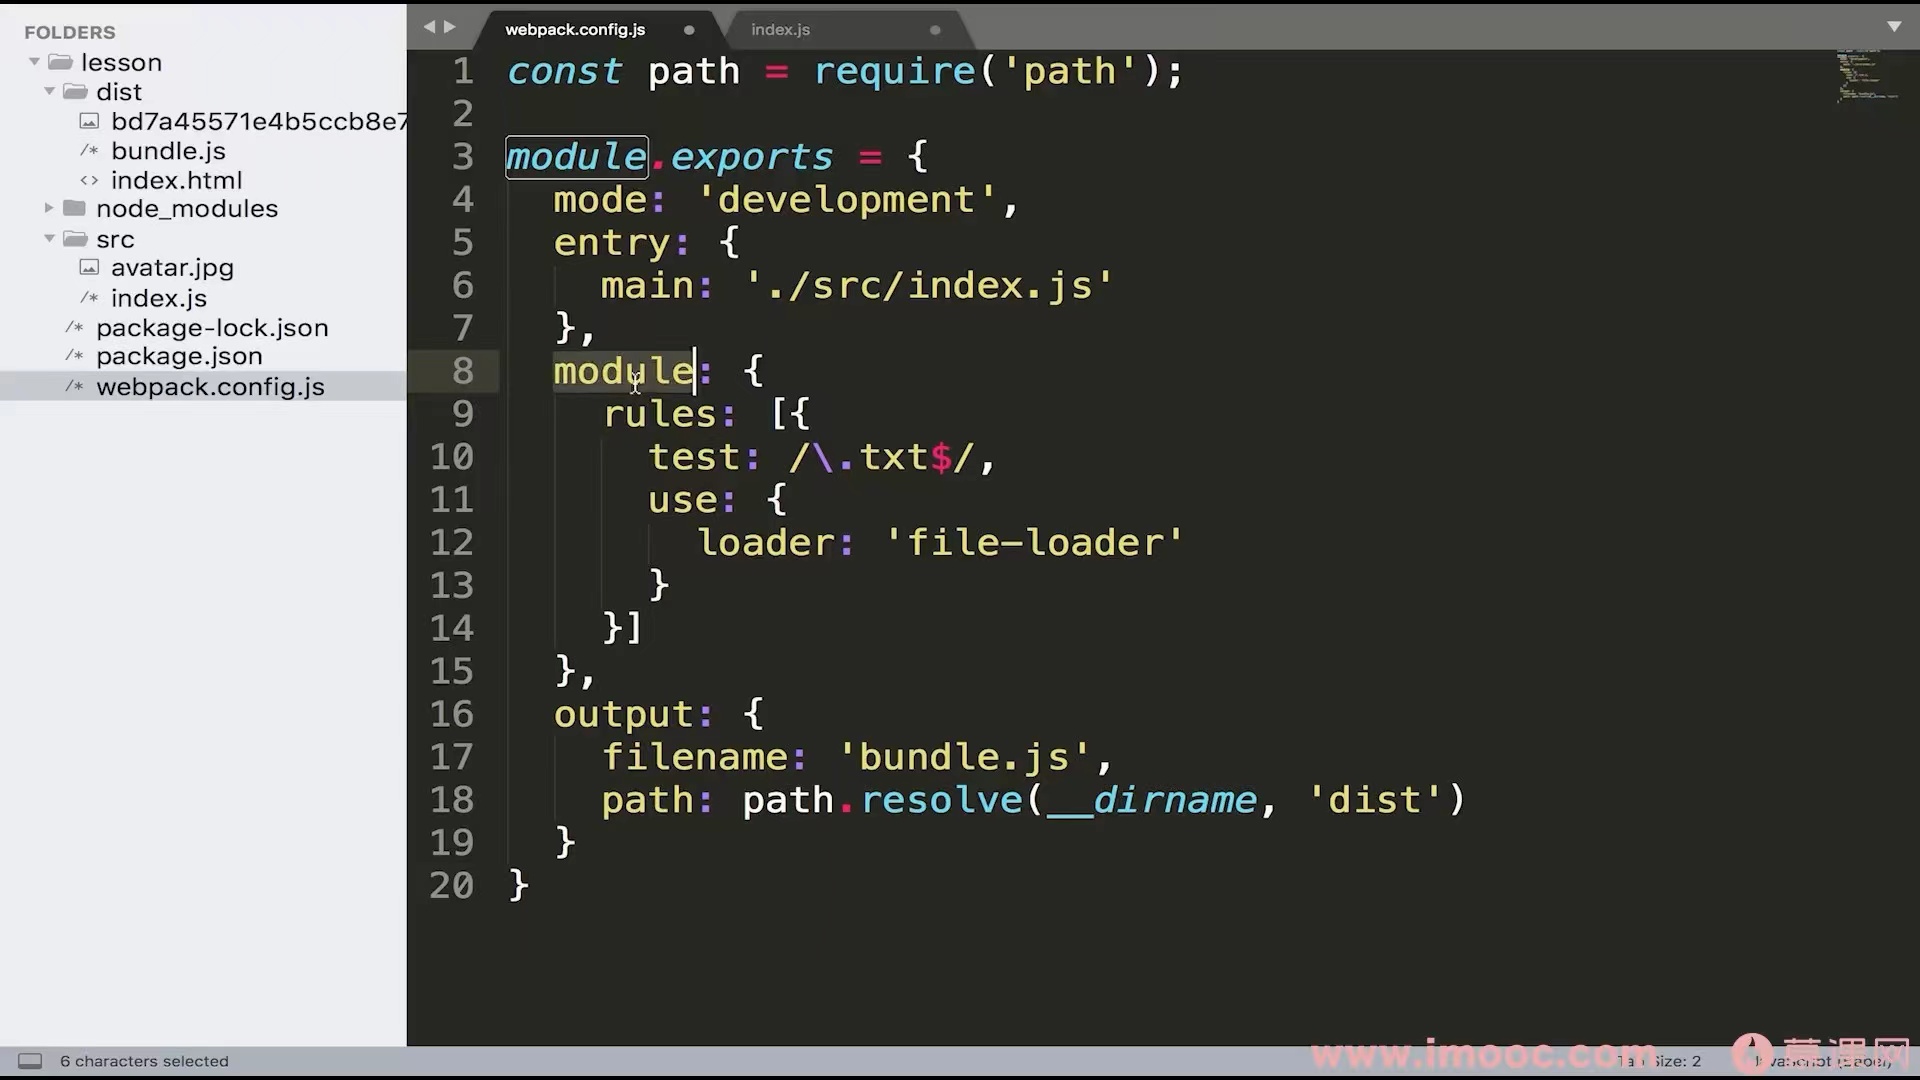 FOLDERS
lesson
dist
bd7a45571e4b5ccb8e7
/* bundle.js
<> index.html
node_modules
src
avatar.jpg
/* index.js
/* package-lock.json
/* package.json
/* webpack.config.js
webpack.config.js
index.js
1 const path = require('path');
2
3 module.exports = {
4 mode: 'development',
5 entry: {
6 main: './src/index.js'
7 },
8 module: {
9 rules: [{
10 test: /\.txt$/,
11 use: {
12 loader: 'file-loader'
13 }
14 }]
15 },
16 output: {
17 filename: 'bundle.js',
18 path: path.resolve(__dirname, 'dist')
19 }
20 }
6 characters selected
www.imooc.com
Tab Size: 2
慕课网